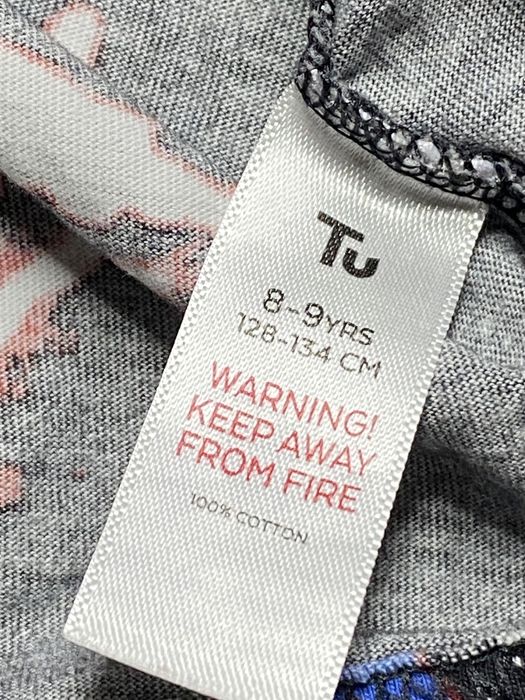 Tu
8-9YRS
128-134 CM
WARNING!
KEEP AWAY
FROM FIRE
100% COTTON